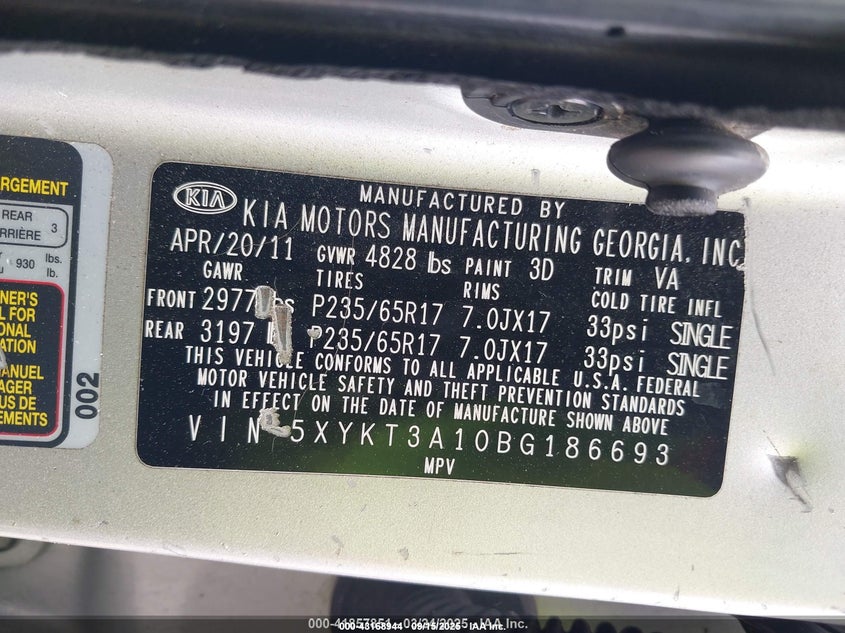 RGEMENT
REAR
RRIÈRE 3
930 lbs.
lb.
NER'S
L FOR
ONAL
ATION
MANUEL
AGER
US DE
EMENTS
002
KIA
MANUFACTURED BY
KIA MOTORS MANUFACTURING GEORGIA. INC
APR/20/11 GVWR 4828 lbs PAINT 3D TRIM VA
GAWR TIRES RIMS COLD TIRE INFL
FRONT 2977 P235/65R17 7.0JX17 33psi SINGLE
REAR 3197 P235/65R17 7.0JX17 33psi SINGLE
THIS VEHICLE CONFORMS TO ALL APPLICABLE U.S.A. FEDERAL
MOTOR VEHICLE SAFETY AND THEFT PREVENTION STANDARDS
IN EFFECT ON THE DATE OF MANUFACTURE SHOWN ABOVE
VIN 5XYKT3A10BG186693
MPV